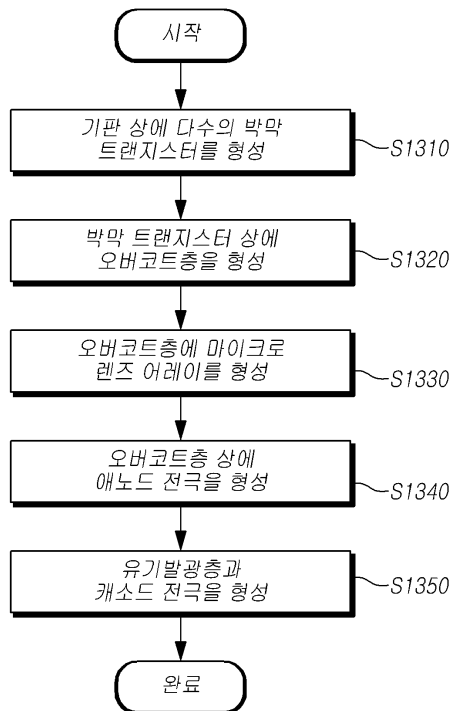 시작
기판 상에 다수의 박막
트랜지스터를 형성
S1310
박막 트랜지스터 상에
오버코트층을 형성
S1320
오버코트층에 마이크로
렌즈 어레이를 형성
S1330
오버코트층 상에
애노드 전극을 형성
S1340
유기발광층과
캐소드 전극을 형성
S1350
완료